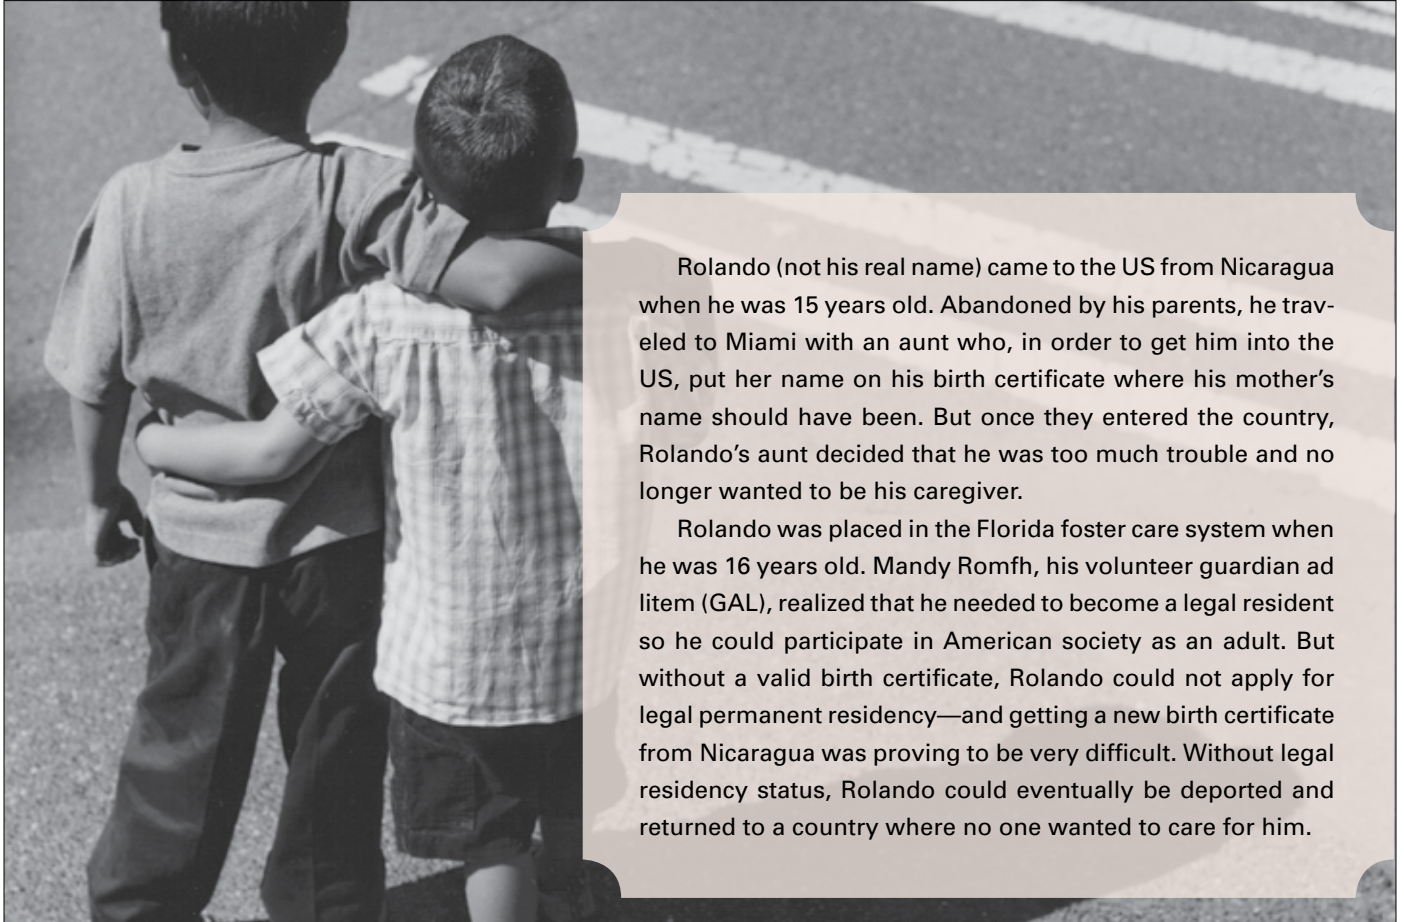 Rolando (not his real name) came to the US from Nicaragua
when he was 15 years old. Abandoned by his parents, he trav-
eled to Miami with an aunt who, in order to get him into the
US, put her name on his birth certificate where his mother’s
name should have been. But once they entered the country,
Rolando’s aunt decided that he was too much trouble and no
longer wanted to be his caregiver.
Rolando was placed in the Florida foster care system when
he was 16 years old. Mandy Romfh, his volunteer guardian ad
litem (GAL), realized that he needed to become a legal resident
so he could participate in American society as an adult. But
without a valid birth certificate, Rolando could not apply for
legal permanent residency—and getting a new birth certificate
from Nicaragua was proving to be very difficult. Without legal
residency status, Rolando could eventually be deported and
returned to a country where no one wanted to care for him.